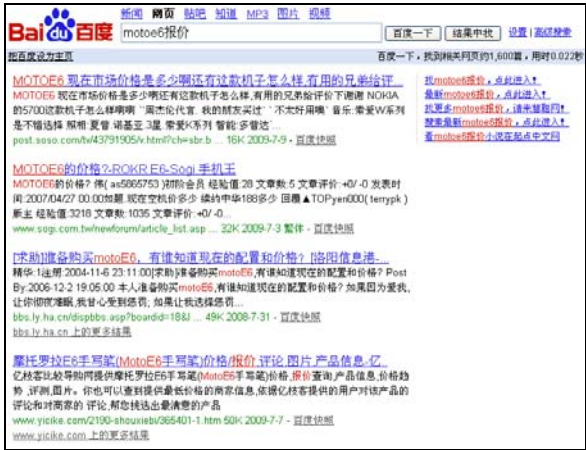 Bai du 百度
新闻 网页 贴吧 知道 MP3 图片 视频
motoe6报价 百度一下 结果中找 设置 | 高级搜索
把百度设为主页 百度一下，找到相关网页约1,600篇，用时0.022秒
MOTOE6 现在市场价格是多少啊还有这款机子怎么样,有用的兄弟给评...
MOTOE6 现在市场价格是多少啊还有这款机子怎么样,有用的兄弟给评价下谢谢 NOKIA
的5700这款机子怎么样啊啊 ``周杰伦代言 我的朋友买过``不太好用噢` 音乐:索爱W系列
是不错选择 照相:夏普 诺基亚 3星 索爱K系列 智能:多普达`...
post.soso.com/tw/43791905/v.html?ch=sbr.b ... 16K 2009-7-9 - 百度快照
MOTOE6的价格?-ROKR E6-Sogi 手机王
MOTOE6的价格? 伟( as5865753 )初阶会员 经验值:28 文章数:5 文章评价:+0/ -0 发表时
间:2007/04/27 00:00如题 现在空机价多少 续约中华188多少 回覆▲TOPyen000( terrypk )
版主 经验值:3218 文章数:1035 文章评价:+0/ -0...
www.sogi.com.tw/newforum/article_list.asp ... 32K 2009-7-3 繁体 - 百度快照
[求助]准备购买motoE6，有谁知道现在的配置和价格? [洛阳信息港-...
精华:1注册:2004-11-6 23:11:00[求助]准备购买motoE6,有谁知道现在的配置和价格? Post
By:2006-12-2 19:05:00 本人准备购买motoE6,有谁知道现在的配置和价格? 如果因为爱我,
让你彻夜难眠,我甘心受到惩罚; 如果让我选择惩罚...
bbs.ly.ha.cn/dispbbs.asp?boardid=18&I ... 49K 2008-7-31 - 百度快照
bbs.ly.ha.cn 上的更多结果
摩托罗拉E6手写笔(MotoE6手写笔)价格/报价,评论,图片,产品信息-亿...
亿枝客比较导购网提供摩托罗拉E6手写笔(MotoE6手写笔)价格,报价查询,产品信息,价格趋
势 ,评测,图片。你也可以查到提供最低价格的商家信息,依据亿枝客提供的用户对该产品的
评论和对商家的 评论,帮您挑选出最满意的产品
www.yicike.com/2190-shouxiebi/365401-1.htm 50K 2009-7-7 - 百度快照
www.yicike.com 上的更多结果
找motoe6报价，点此进入！
最新motoe6报价，点此进入！
找更多motoe6报价，请来慧聪网！
搜索最新motoe6报价，点此进入！
看motoe6报价小说在起点中文网